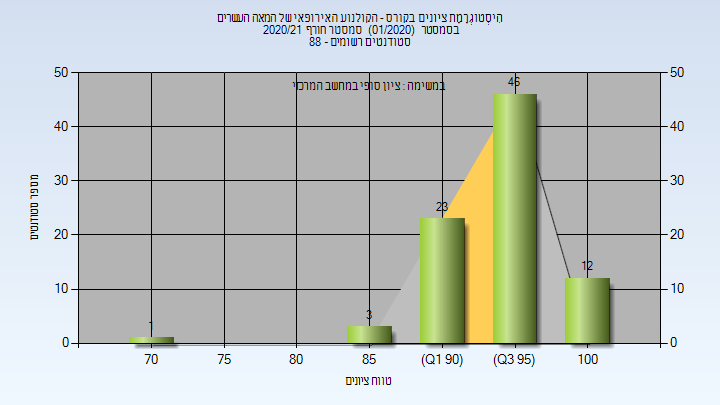 היסטוגרמת ציונים בקורס - הקולנוע האירופאי של המאה העשרים
בסמסטר (01/2020) סמסטר חורף 2020/21
סטודנטים רשומים - 88
במשימה : ציון סופי במחשב המרכזי
50 50
40 40
30 30
20 20
10 10
0 0
מספר סטודנטים
1
3
23
46
12
70 75 80 85 (Q1 90) (Q3 95) 100
טווח ציונים